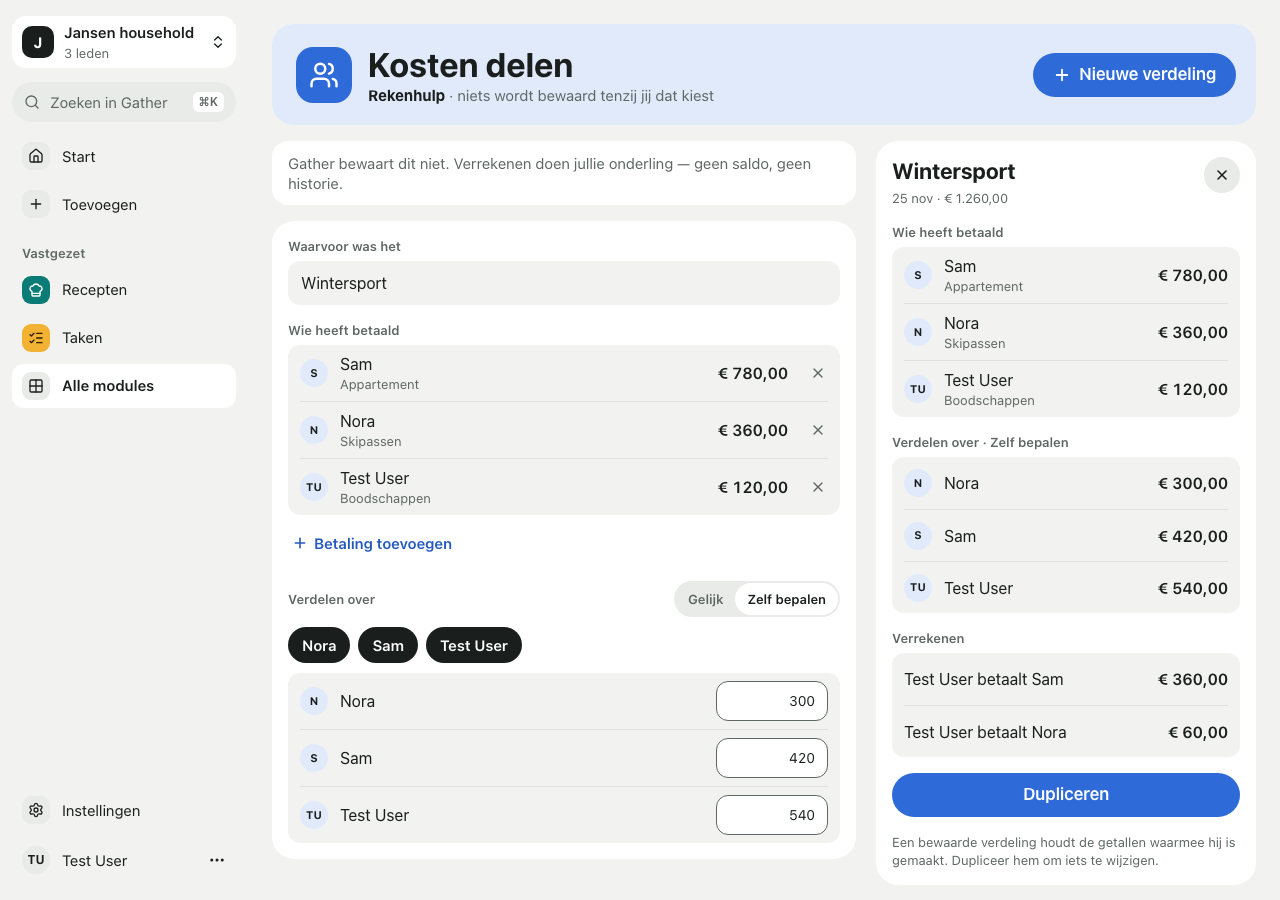 J
Jansen household
3 leden
Zoeken in Gather
⌘K
Start
Toevoegen
Vastgezet
Recepten
Taken
Alle modules
Instellingen
TU
Test User
Kosten delen
Rekenhulp · niets wordt bewaard tenzij jij dat kiest
Nieuwe verdeling
Gather bewaart dit niet. Verrekenen doen jullie onderling — geen saldo, geen
historie.
Waarvoor was het
Wintersport
Wie heeft betaald
S
Sam
Appartement
€ 780,00
N
Nora
Skipassen
€ 360,00
TU
Test User
Boodschappen
€ 120,00
Betaling toevoegen
Verdelen over
Gelijk
Zelf bepalen
Nora
Sam
Test User
N
Nora
300
S
Sam
420
TU
Test User
540
Wintersport
25 nov · € 1.260,00
Wie heeft betaald
S
Sam
Appartement
€ 780,00
N
Nora
Skipassen
€ 360,00
TU
Test User
Boodschappen
€ 120,00
Verdelen over · Zelf bepalen
N
Nora
€ 300,00
S
Sam
€ 420,00
TU
Test User
€ 540,00
Verrekenen
Test User betaalt Sam
€ 360,00
Test User betaalt Nora
€ 60,00
Dupliceren
Een bewaarde verdeling houdt de getallen waarmee hij is
gemaakt. Dupliceer hem om iets te wijzigen.